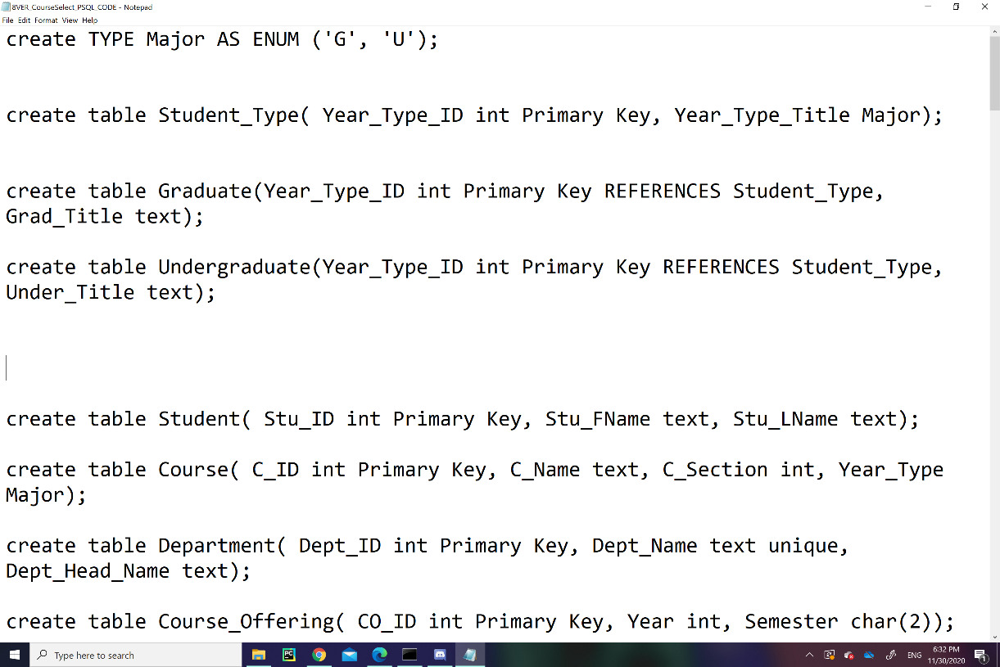 8VER_CourseSelect_PSQL_CODE - Notepad
File Edit Format View Help
create TYPE Major AS ENUM ('G', 'U');
create table Student_Type( Year_Type_ID int Primary Key, Year_Type_Title Major);
create table Graduate(Year_Type_ID int Primary Key REFERENCES Student_Type,
Grad_Title text);
create table Undergraduate(Year_Type_ID int Primary Key REFERENCES Student_Type,
Under_Title text);
create table Student( Stu_ID int Primary Key, Stu_FName text, Stu_LName text);
create table Course( C_ID int Primary Key, C_Name text, C_Section int, Year_Type
Major);
create table Department( Dept_ID int Primary Key, Dept_Name text unique,
Dept_Head_Name text);
create table Course_Offering( CO_ID int Primary Key, Year int, Semester char(2));
Type here to search
PC
ENG
6:32 PM
11/30/2020
1